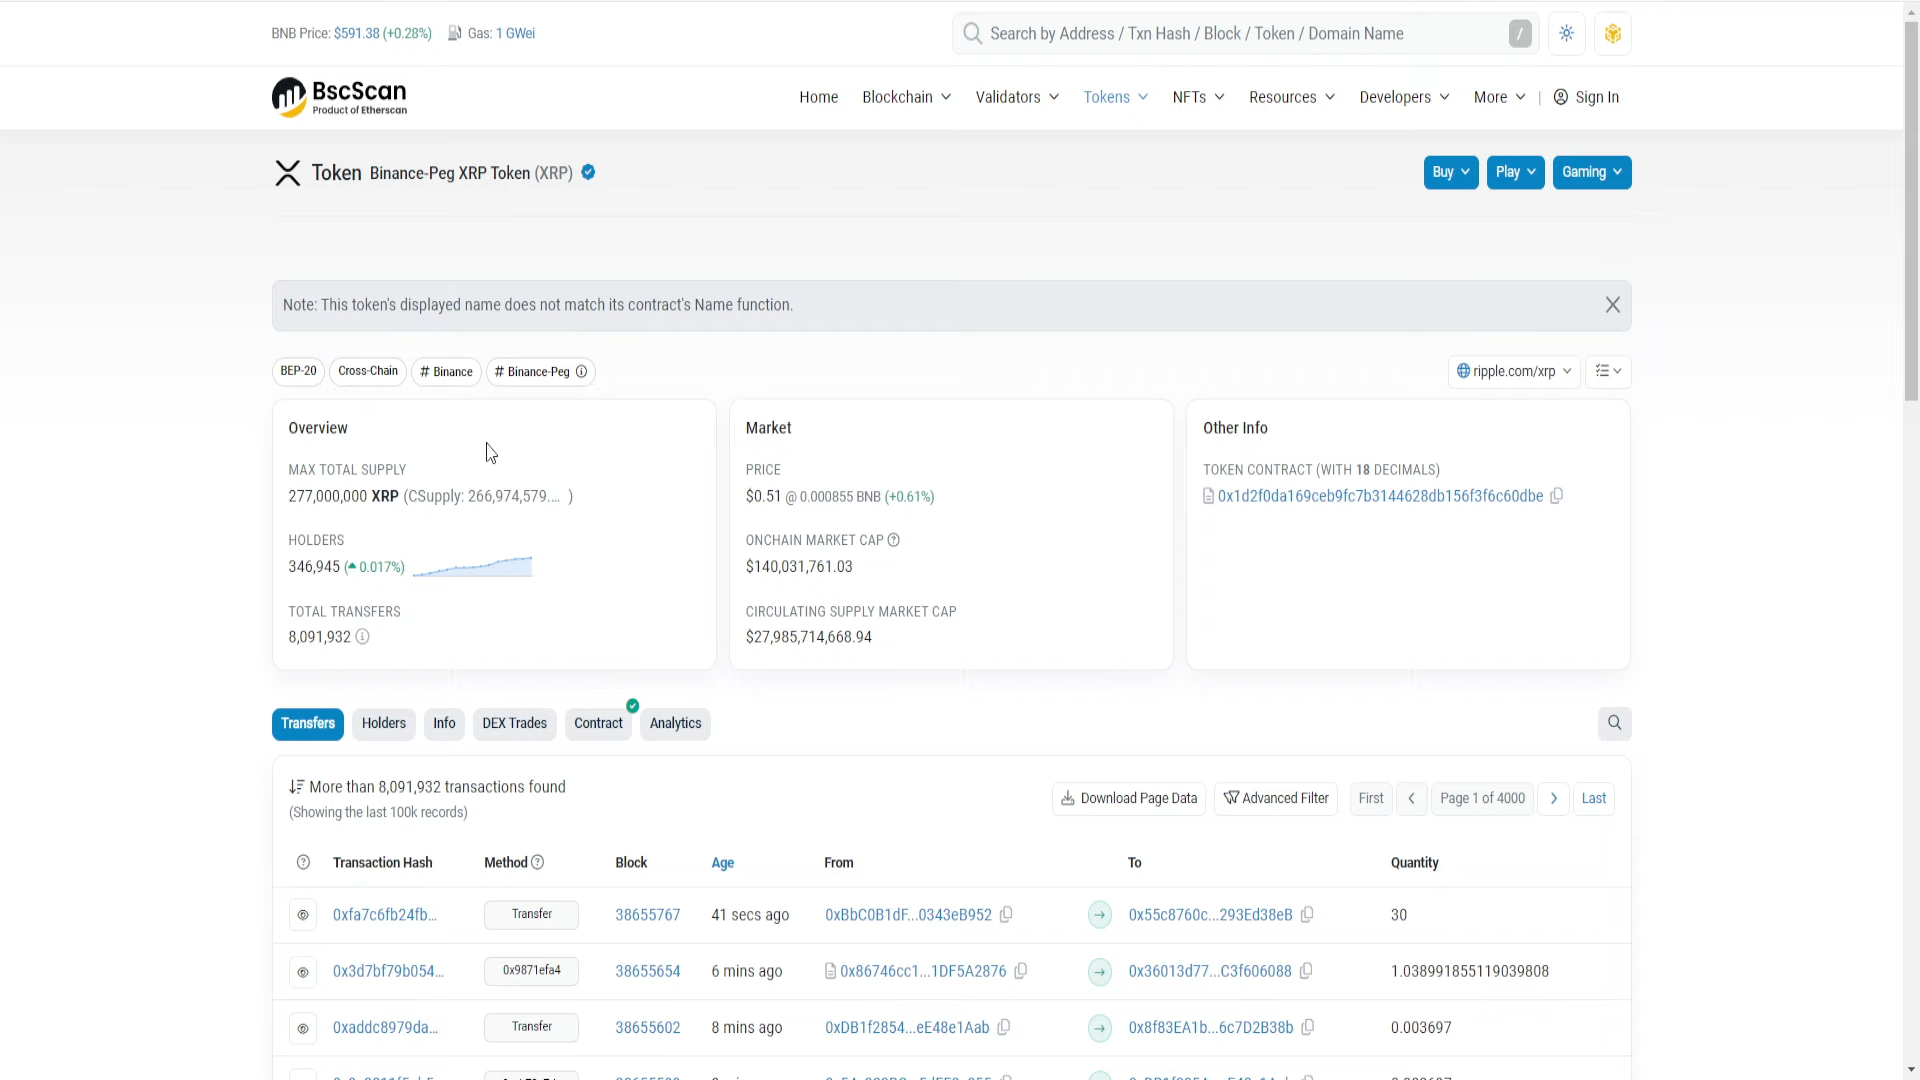 BNB Price: $591.38 (+0.28%) Gas: 1 GWei
Search by Address / Txn Hash / Block / Token / Domain Name /
BscScan
Product of Etherscan
Home Blockchain Validators Tokens NFTs Resources Developers More | Sign In
Token Binance-Peg XRP Token (XRP)
Buy Play Gaming
Note: This token's displayed name does not match its contract's Name function.
BEP-20 Cross-Chain # Binance # Binance-Peg
ripple.com/xrp
Overview
MAX TOTAL SUPPLY
277,000,000 XRP (CSupply: 266,974,579.... )
HOLDERS
346,945 (0.017%)
TOTAL TRANSFERS
8,091,932
Market
PRICE
$0.51 @ 0.000855 BNB (+0.61%)
ONCHAIN MARKET CAP
$140,031,761.03
CIRCULATING SUPPLY MARKET CAP
$27,985,714,668.94
Other Info
TOKEN CONTRACT (WITH 18 DECIMALS)
0x1d2f0da169ceb9fc7b3144628db156f3f6c60dbe
Transfers Holders Info DEX Trades Contract Analytics
More than 8,091,932 transactions found
(Showing the last 100k records)
Download Page Data Advanced Filter First Page 1 of 4000 Last
Transaction Hash Method Block Age From To Quantity
0xfa7c6fb24fb... Transfer 38655767 41 secs ago 0xBbC0B1dF...0343eB952 0x55c8760c...293Ed38eB 30
0x3d7bf79b054... 0x9871efa4 38655654 6 mins ago 0x86746cc1...1DF5A2876 0x36013d77...C3f606088 1.038991855119039808
0xaddc8979da... Transfer 38655602 8 mins ago 0xDB1f2854...eE48e1Aab 0x8f83EA1b...6c7D2B38b 0.003697